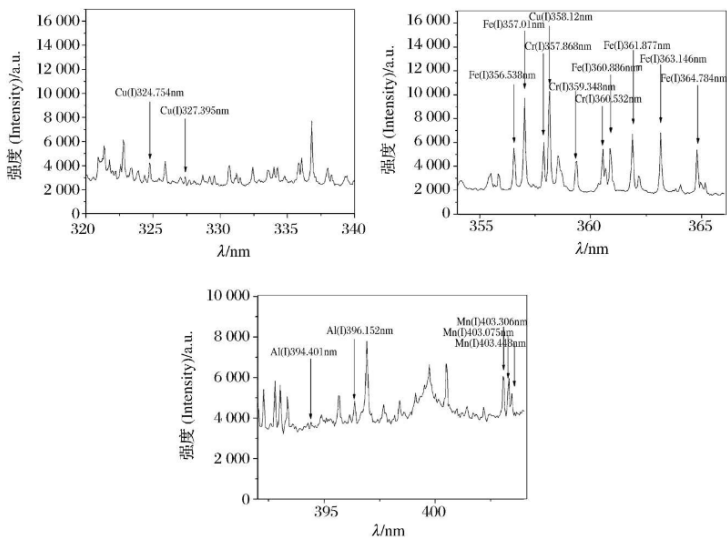 16 000
14 000
12 000
10 000
8 000
6 000
4 000
2 000
0
强度 (Intensity)/a.u.
Cu(I)324.754nm
Cu(I)327.395nm
320
325
330
335
340
λ/nm
16 000
14 000
12 000
10 000
8 000
6 000
4 000
2 000
0
强度 (Intensity)/a.u.
Cu(I)358.12nm
Fe(I)357.01nm
Cr(I)357.868nm
Fe(I)361.877nm
Fe(I)360.886nm
Fe(I)363.146nm
Fe(I)356.538nm
Cr(I)359.348nm
Fe(I)364.784nm
Cr(I)360.532nm
355
360
365
λ/nm
10 000
8 000
6 000
4 000
2 000
0
强度 (Intensity)/a.u.
Mn(I)403.306nm
Al(I)396.152nm
Mn(I)403.075nm
Mn(I)403.448nm
Al(I)394.401nm
395
400
λ/nm